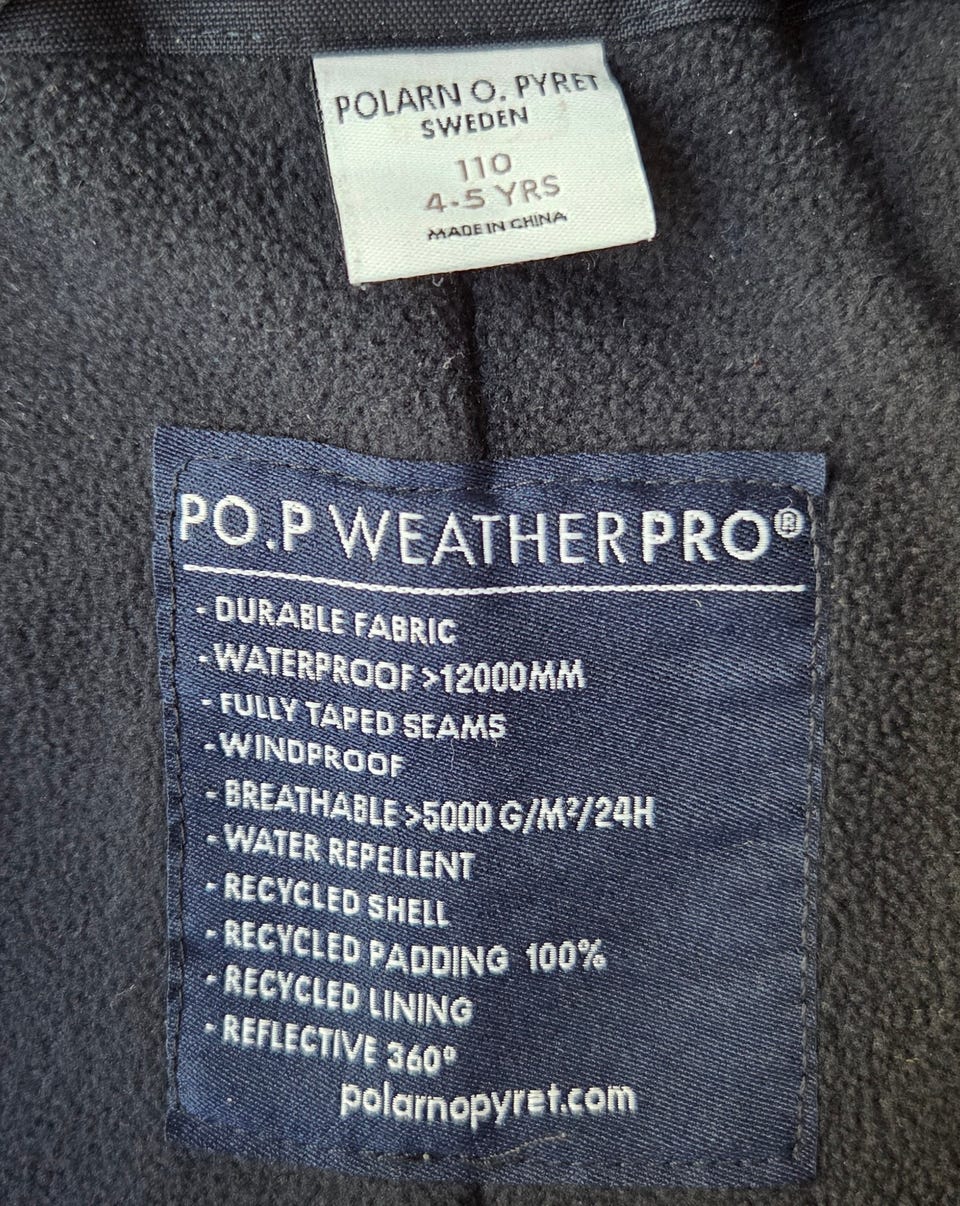 POLARN O. PYRET
SWEDEN
110
4-5 YRS
MADE IN CHINA
PO.P WEATHERPRO®
- DURABLE FABRIC
- WATERPROOF >12000MM
- FULLY TAPED SEAMS
- WINDPROOF
- BREATHABLE >5000 G/M²/24H
- WATER REPELLENT
- RECYCLED SHELL
- RECYCLED PADDING 100%
- RECYCLED LINING
- REFLECTIVE 360°
polarnopyret.com